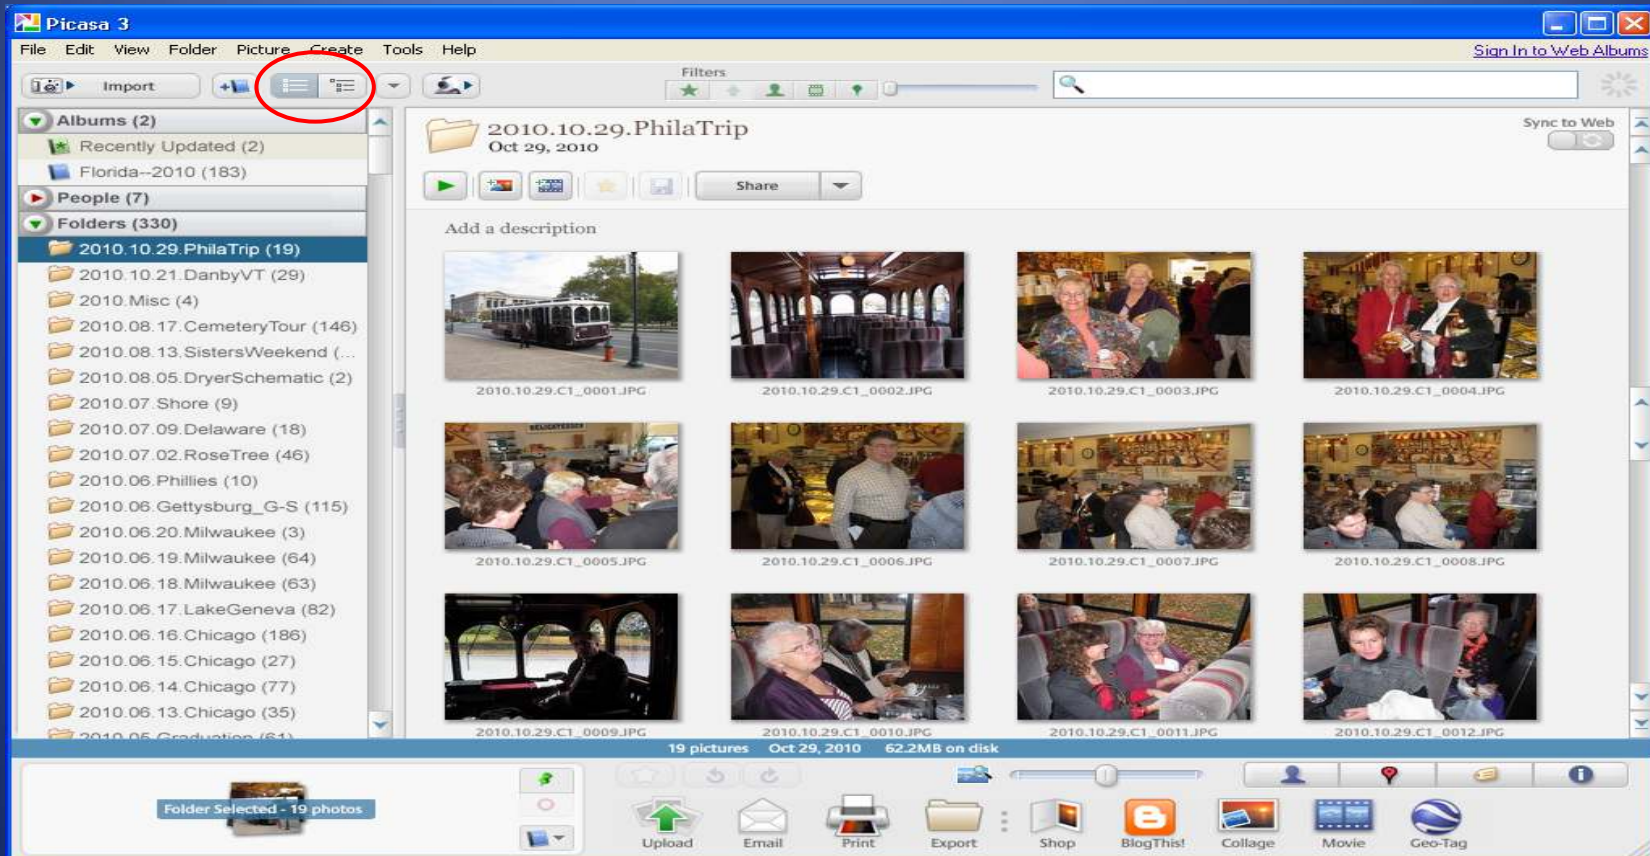 Picasa 3
File Edit View Folder Picture Create Tools Help
Sign In to Web Albums
Import
Filters
Albums (2)
Recently Updated (2)
Florida--2010 (183)
People (7)
Folders (330)
2010.10.29.PhilaTrip (19)
2010.10.21.DanbyVT (29)
2010.Misc (4)
2010.08.17.CemeteryTour (146)
2010.08.13.SistersWeekend (...
2010.08.05.DryerSchematic (2)
2010.07.Shore (9)
2010.07.09.Delaware (18)
2010.07.02.RoseTree (46)
2010.06.Phillies (10)
2010.06.Gettysburg_G-S (115)
2010.06.20.Milwaukee (3)
2010.06.19.Milwaukee (64)
2010.06.18.Milwaukee (63)
2010.06.17.LakeGeneva (82)
2010.06.16.Chicago (186)
2010.06.15.Chicago (27)
2010.06.14.Chicago (77)
2010.06.13.Chicago (35)
2010.05.Graduation (61)
2010.10.29.PhilaTrip
Oct 29, 2010
Sync to Web
Share
Add a description
2010.10.29.C1_0001.JPG 2010.10.29.C1_0002.JPG 2010.10.29.C1_0003.JPG 2010.10.29.C1_0004.JPG
DELICATESSEN
2010.10.29.C1_0005.JPG 2010.10.29.C1_0006.JPG 2010.10.29.C1_0007.JPG 2010.10.29.C1_0008.JPG
2010.10.29.C1_0009.JPG 2010.10.29.C1_0010.JPG 2010.10.29.C1_0011.JPG 2010.10.29.C1_0012.JPG
19 pictures Oct 29, 2010 62.2MB on disk
Folder Selected - 19 photos
Upload Email Print Export Shop BlogThis! Collage Movie Geo-Tag